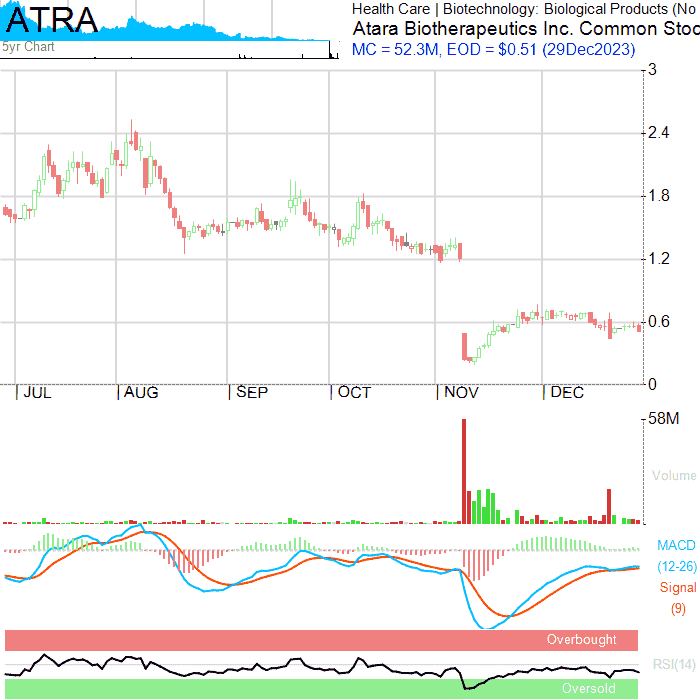 ATRA
5yr Chart
Health Care | Biotechnology: Biological Products (No
Atara Biotherapeutics Inc. Common Stoc
MC = 52.3M, EOD = $0.51 (29Dec2023)
3
2.4
1.8
1.2
0.6
0
JUL AUG SEP OCT NOV DEC
58M
Volume
MACD
(12-26)
Signal
(9)
Overbought
RSI(14)
Oversold